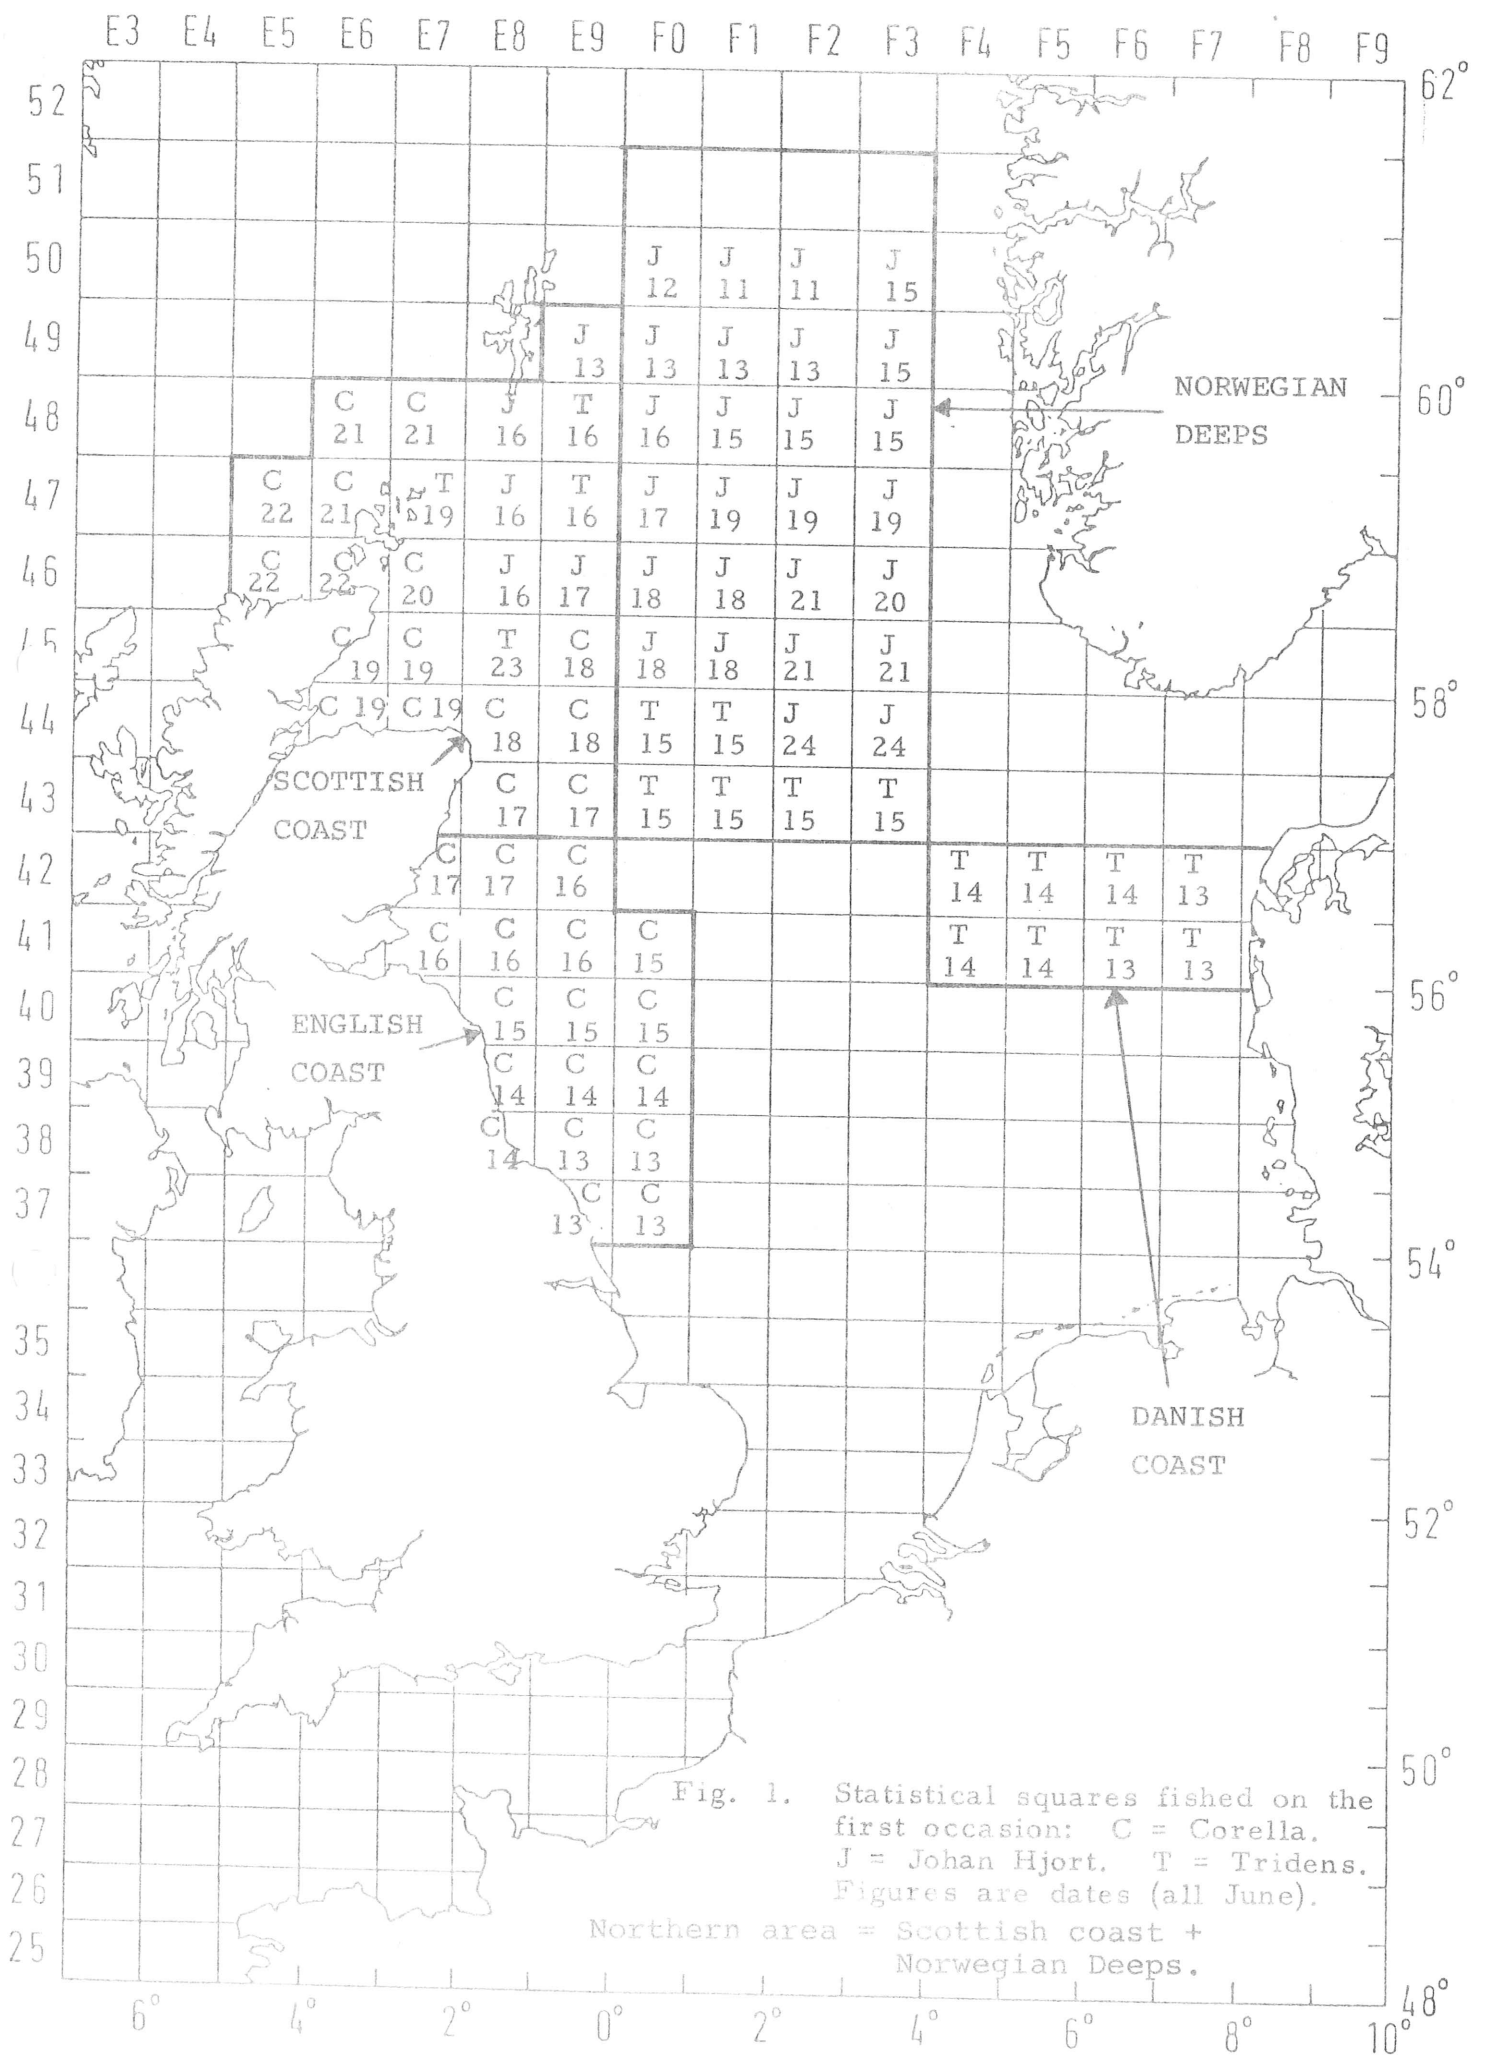 E3 E4 E5 E6 E7 E8 E9 F0 F1 F2 F3 F4 F5 F6 F7 F8 F9
52 62°
51
50 J J J J
12 11 11 15
49 J J J J J
13 13 13 13 15
NORWEGIAN
DEEPS
60°
48 C C J T J J J J
21 21 16 16 16 15 15 15
47 C C T J T J J J J
22 21 19 16 16 17 19 19 19
46 C C C J J J J J J
22 22 20 16 17 18 18 21 20
45 C C T C J J J J
19 19 23 18 18 18 21 21
58°
44 C 19 C 19 C C T T J J
18 18 15 15 24 24
SCOTTISH
COAST
43 C C T T T T
17 17 15 15 15 15
42 C C C T T T T
17 17 16 14 14 14 13
41 C C C C T T T T
16 16 16 15 14 14 13 13
56°
40 C C C
15 15 15
ENGLISH
COAST
39 C C C
14 14 14
38 C C C
14 13 13
37 C C
13 13
54°
35
34
DANISH
COAST
33
32 52°
31
30
29
28 50°
Fig. 1. Statistical squares fished on the
first occasion: C = Corella.
J = Johan Hjort. T = Tridens.
Figures are dates (all June).
Northern area = Scottish coast +
Norwegian Deeps.
27
26
25
48°
6° 4° 2° 0° 2° 4° 6° 8° 10°